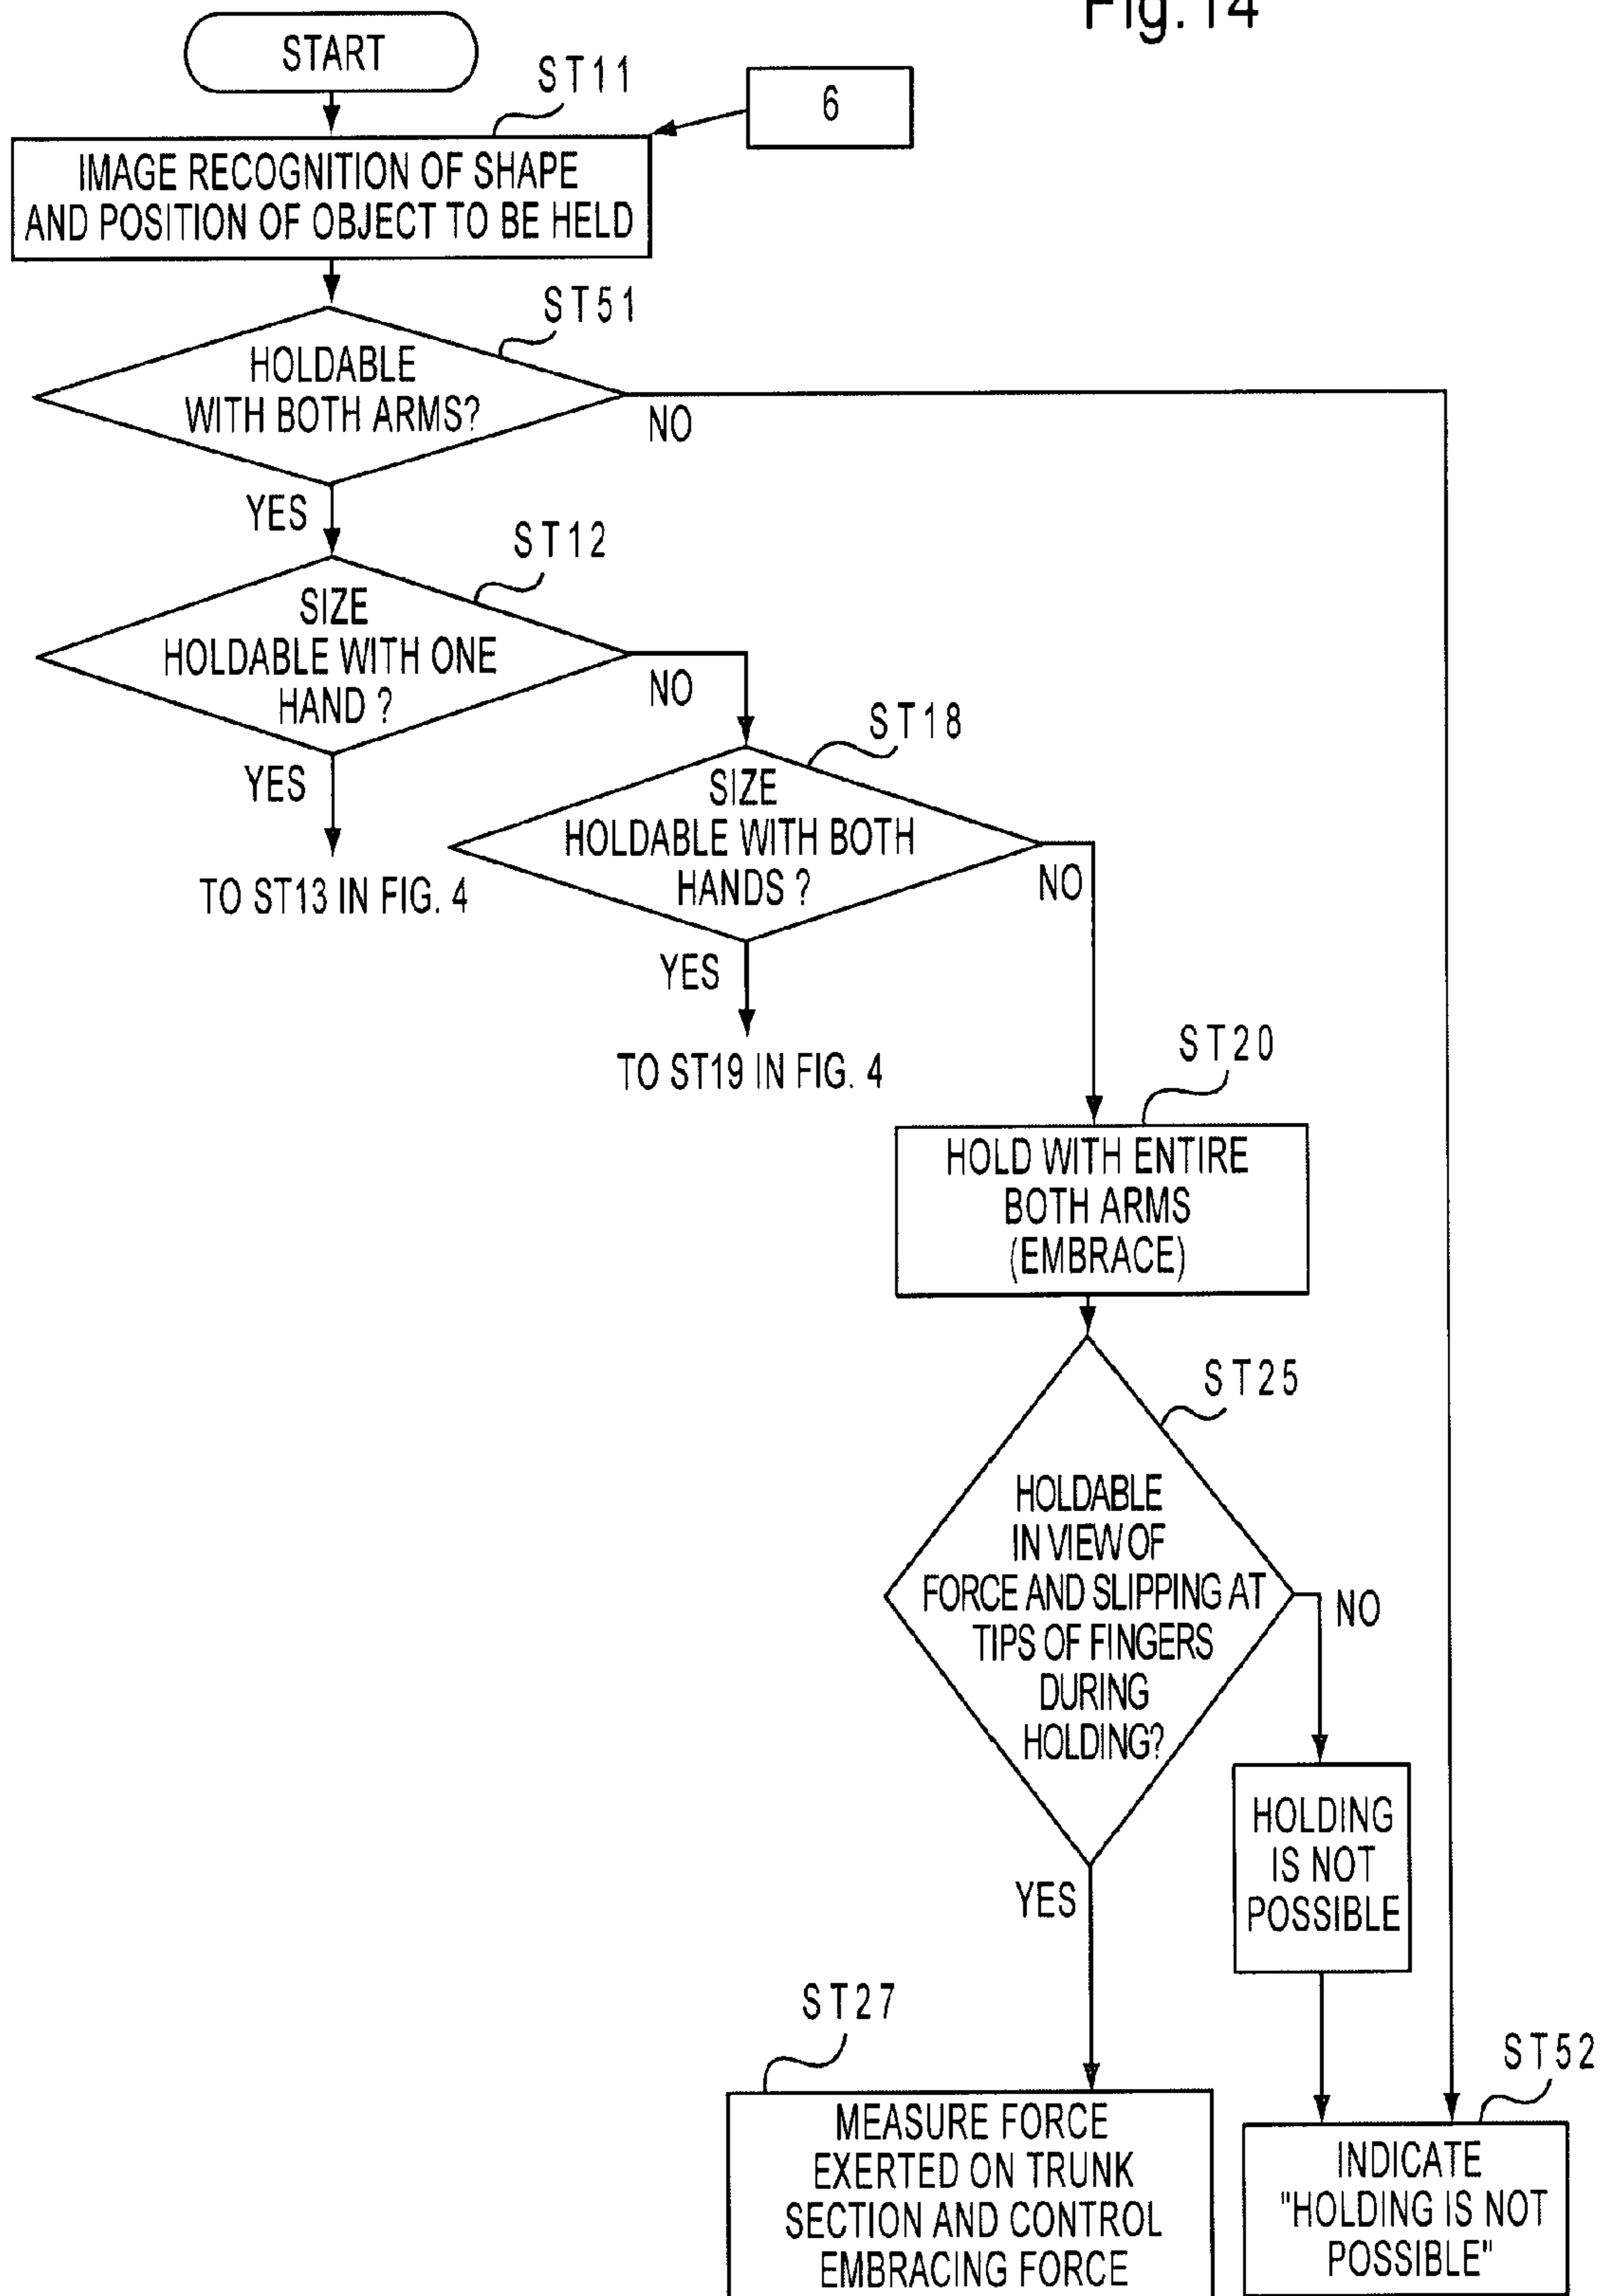 Fig.14
START
ST11
6
IMAGE RECOGNITION OF SHAPE
AND POSITION OF OBJECT TO BE HELD
ST51
HOLDABLE
WITH BOTH ARMS?
NO
YES
ST12
SIZE
HOLDABLE WITH ONE
HAND ?
NO
YES
ST18
SIZE
HOLDABLE WITH BOTH
HANDS ?
NO
TO ST13 IN FIG. 4
YES
TO ST19 IN FIG. 4
ST20
HOLD WITH ENTIRE
BOTH ARMS
(EMBRACE)
ST25
HOLDABLE
IN VIEW OF
FORCE AND SLIPPING AT
TIPS OF FINGERS
DURING
HOLDING?
NO
YES
HOLDING
IS NOT
POSSIBLE
ST27
MEASURE FORCE
EXERTED ON TRUNK
SECTION AND CONTROL
EMBRACING FORCE
ST52
INDICATE
"HOLDING IS NOT
POSSIBLE"